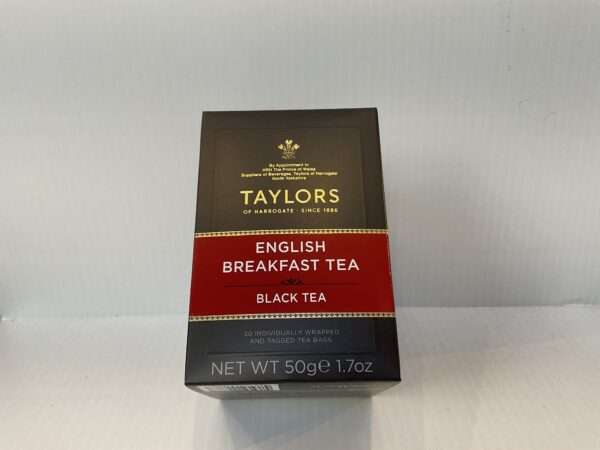 By Appointment to
HRH The Prince of Wales
Suppliers of Beverages, Taylors of Harrogate
North Yorkshire
TAYLORS
OF HARROGATE · SINCE 1886
ENGLISH
BREAKFAST TEA
BLACK TEA
20 INDIVIDUALLY WRAPPED
AND TAGGED TEA BAGS
NET WT 50g℮ 1.7oz